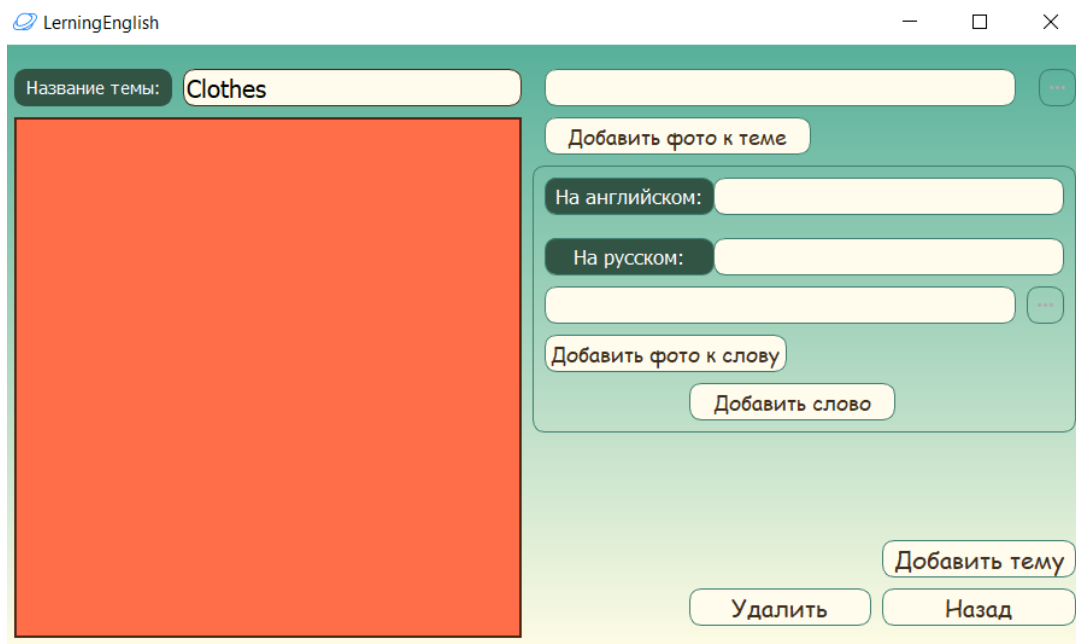 LerningEnglish
Название темы: Clothes
...
Добавить фото к теме
На английском:
На русском:
...
Добавить фото к слову
Добавить слово
Добавить тему
Удалить Назад